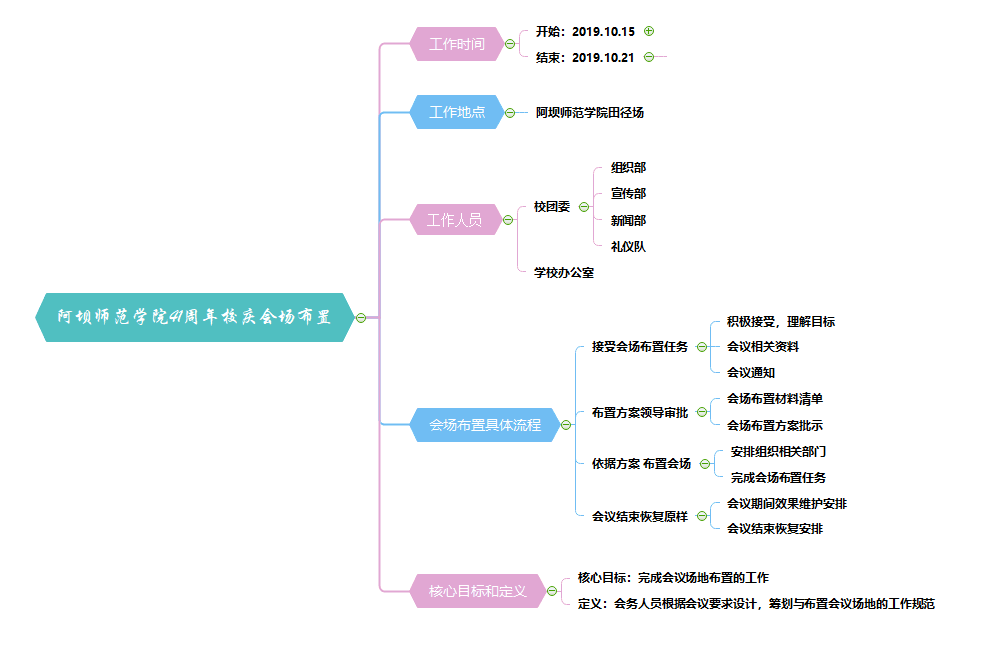 阿坝师范学院41周年校庆会场布置
工作时间
开始：2019.10.15
结束：2019.10.21
工作地点
阿坝师范学院田径场
工作人员
校团委
组织部
宣传部
新闻部
礼仪队
学校办公室
会场布置具体流程
接受会场布置任务
积极接受，理解目标
会议相关资料
会议通知
布置方案领导审批
会场布置材料清单
会场布置方案批示
依据方案 布置会场
安排组织相关部门
完成会场布置任务
会议结束恢复原样
会议期间效果维护安排
会议结束恢复安排
核心目标和定义
核心目标：完成会议场地布置的工作
定义：会务人员根据会议要求设计，筹划与布置会议场地的工作规范